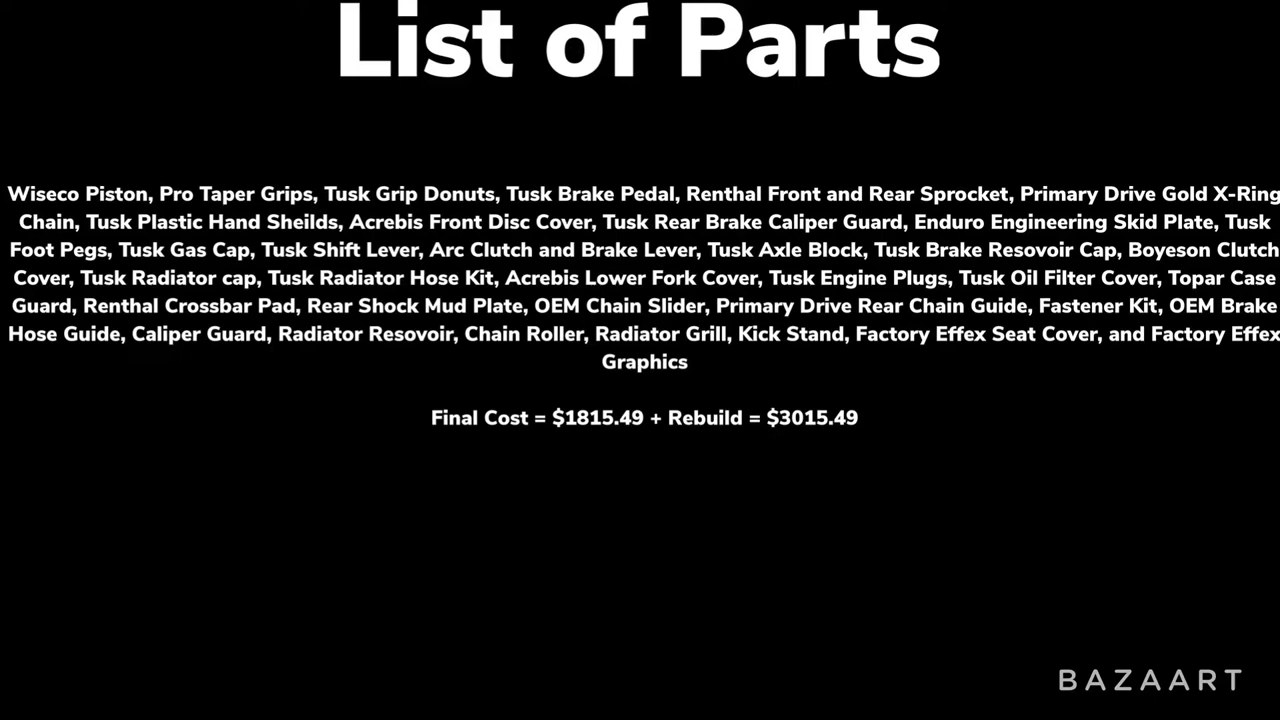 List of Parts
Wiseco Piston, Pro Taper Grips, Tusk Grip Donuts, Tusk Brake Pedal, Renthal Front and Rear Sprocket, Primary Drive Gold X-Ring
Chain, Tusk Plastic Hand Sheilds, Acrebis Front Disc Cover, Tusk Rear Brake Caliper Guard, Enduro Engineering Skid Plate, Tusk
Foot Pegs, Tusk Gas Cap, Tusk Shift Lever, Arc Clutch and Brake Lever, Tusk Axle Block, Tusk Brake Resovoir Cap, Boyeson Clutch
Cover, Tusk Radiator cap, Tusk Radiator Hose Kit, Acrebis Lower Fork Cover, Tusk Engine Plugs, Tusk Oil Filter Cover, Topar Case
Guard, Renthal Crossbar Pad, Rear Shock Mud Plate, OEM Chain Slider, Primary Drive Rear Chain Guide, Fastener Kit, OEM Brake
Hose Guide, Caliper Guard, Radiator Resovoir, Chain Roller, Radiator Grill, Kick Stand, Factory Effex Seat Cover, and Factory Effex
Graphics
Final Cost = $1815.49 + Rebuild = $3015.49
BAZAART